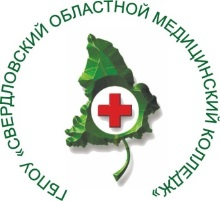 ГБПОУ «СВЕРДЛОВСКИЙ ОБЛАСТНОЙ МЕДИЦИНСКИЙ КОЛЛЕДЖ»